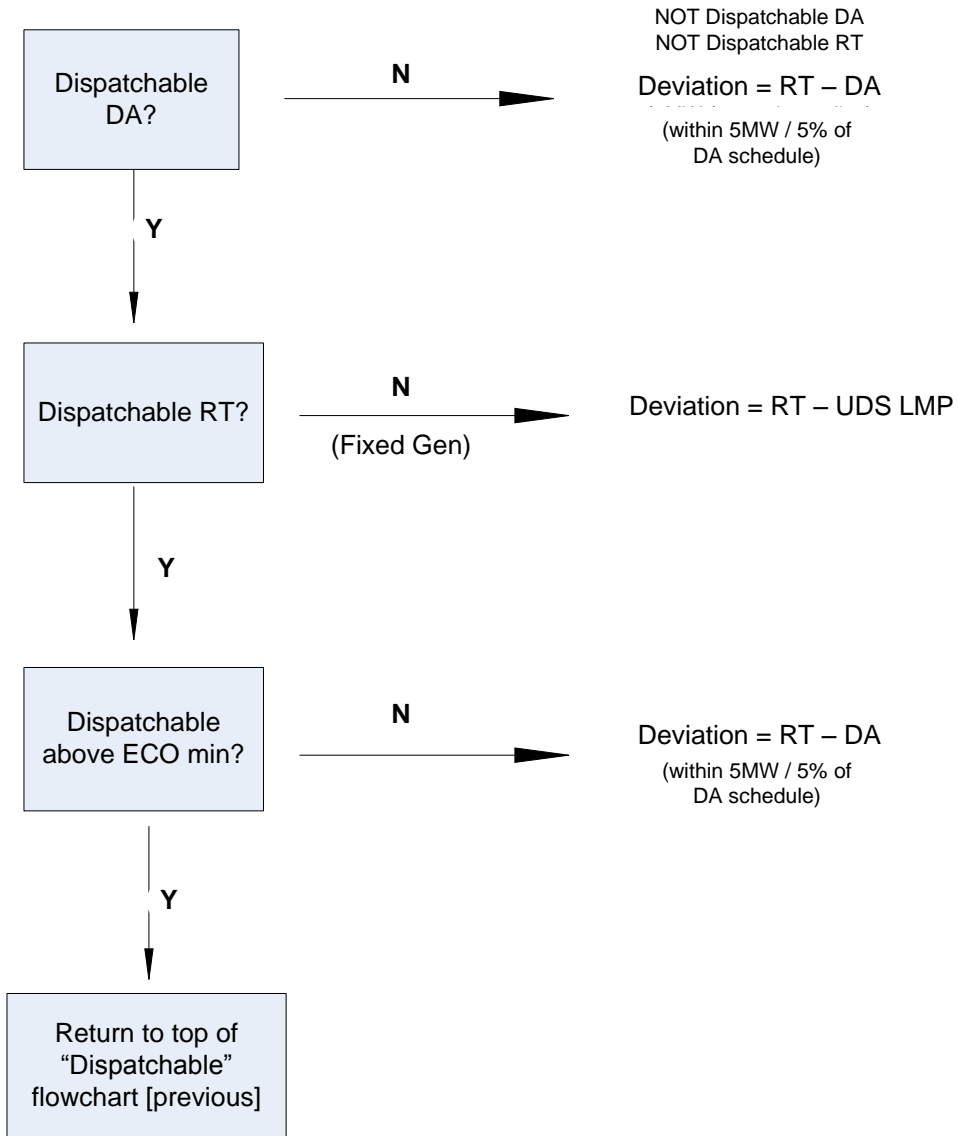 NOT Dispatchable DA
NOT Dispatchable RT
Dispatchable
DA?
N
Deviation = RT – DA
(within 5MW / 5% of
DA schedule)
Y
Dispatchable RT?
N
(Fixed Gen)
Deviation = RT – UDS LMP
Y
Dispatchable
above ECO min?
N
Deviation = RT – DA
(within 5MW / 5% of
DA schedule)
Y
Return to top of
“Dispatchable”
flowchart [previous]